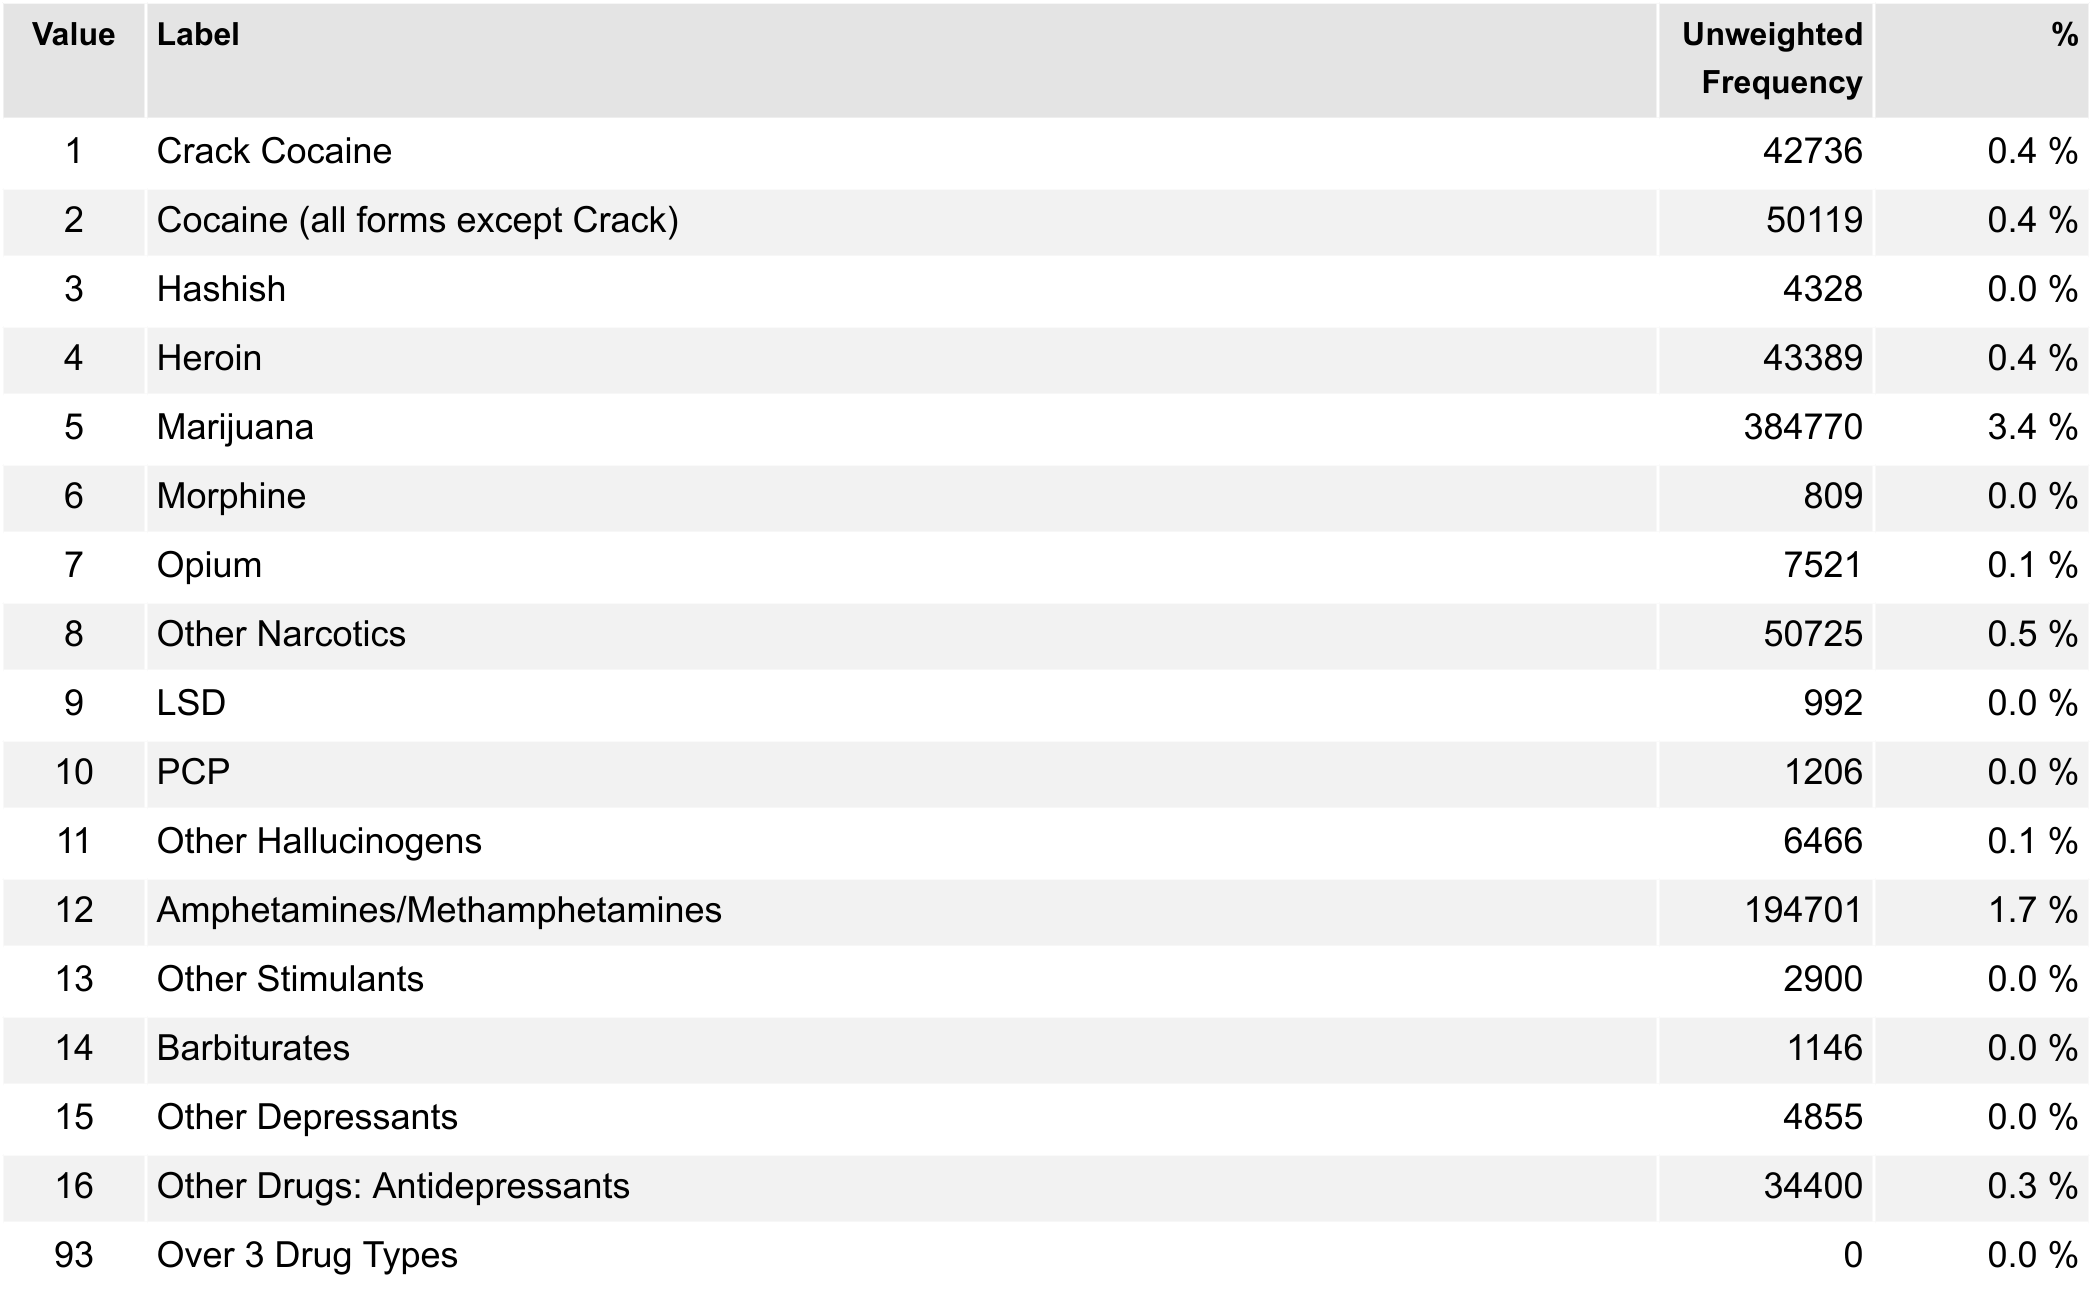 Value Label Unweighted Frequency %
1 Crack Cocaine 42736 0.4 %
2 Cocaine (all forms except Crack) 50119 0.4 %
3 Hashish 4328 0.0 %
4 Heroin 43389 0.4 %
5 Marijuana 384770 3.4 %
6 Morphine 809 0.0 %
7 Opium 7521 0.1 %
8 Other Narcotics 50725 0.5 %
9 LSD 992 0.0 %
10 PCP 1206 0.0 %
11 Other Hallucinogens 6466 0.1 %
12 Amphetamines/Methamphetamines 194701 1.7 %
13 Other Stimulants 2900 0.0 %
14 Barbiturates 1146 0.0 %
15 Other Depressants 4855 0.0 %
16 Other Drugs: Antidepressants 34400 0.3 %
93 Over 3 Drug Types 0 0.0 %